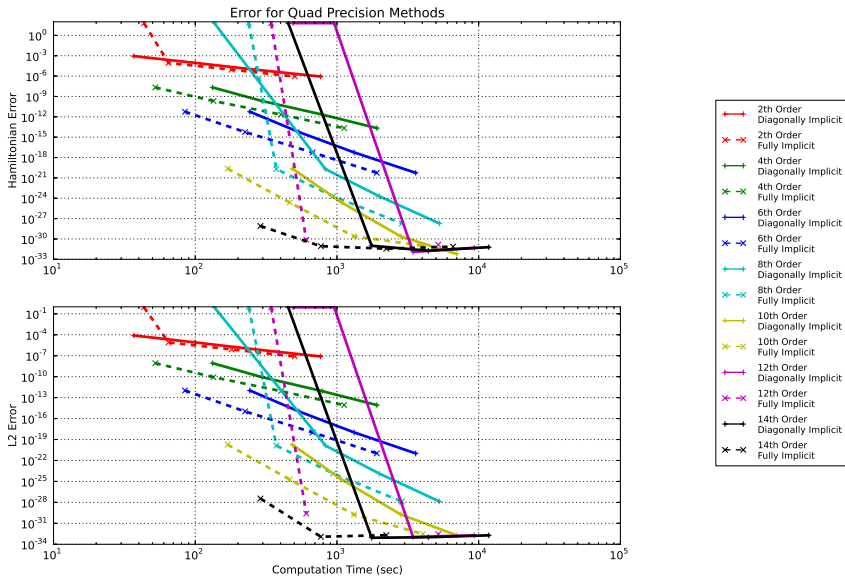 Error for Quad Precision Methods
Hamiltonian Error
10^0
10^-3
10^-6
10^-9
10^-12
10^-15
10^-18
10^-21
10^-24
10^-27
10^-30
10^-33
10^1
10^2
10^3
10^4
10^5
L2 Error
10^-1
10^-4
10^-7
10^-10
10^-13
10^-16
10^-19
10^-22
10^-25
10^-28
10^-31
10^-34
10^1
10^2
10^3
10^4
10^5
Computation Time (sec)
2th Order
Diagonally Implicit
2th Order
Fully Implicit
4th Order
Diagonally Implicit
4th Order
Fully Implicit
6th Order
Diagonally Implicit
6th Order
Fully Implicit
8th Order
Diagonally Implicit
8th Order
Fully Implicit
10th Order
Diagonally Implicit
10th Order
Fully Implicit
12th Order
Diagonally Implicit
12th Order
Fully Implicit
14th Order
Diagonally Implicit
14th Order
Fully Implicit